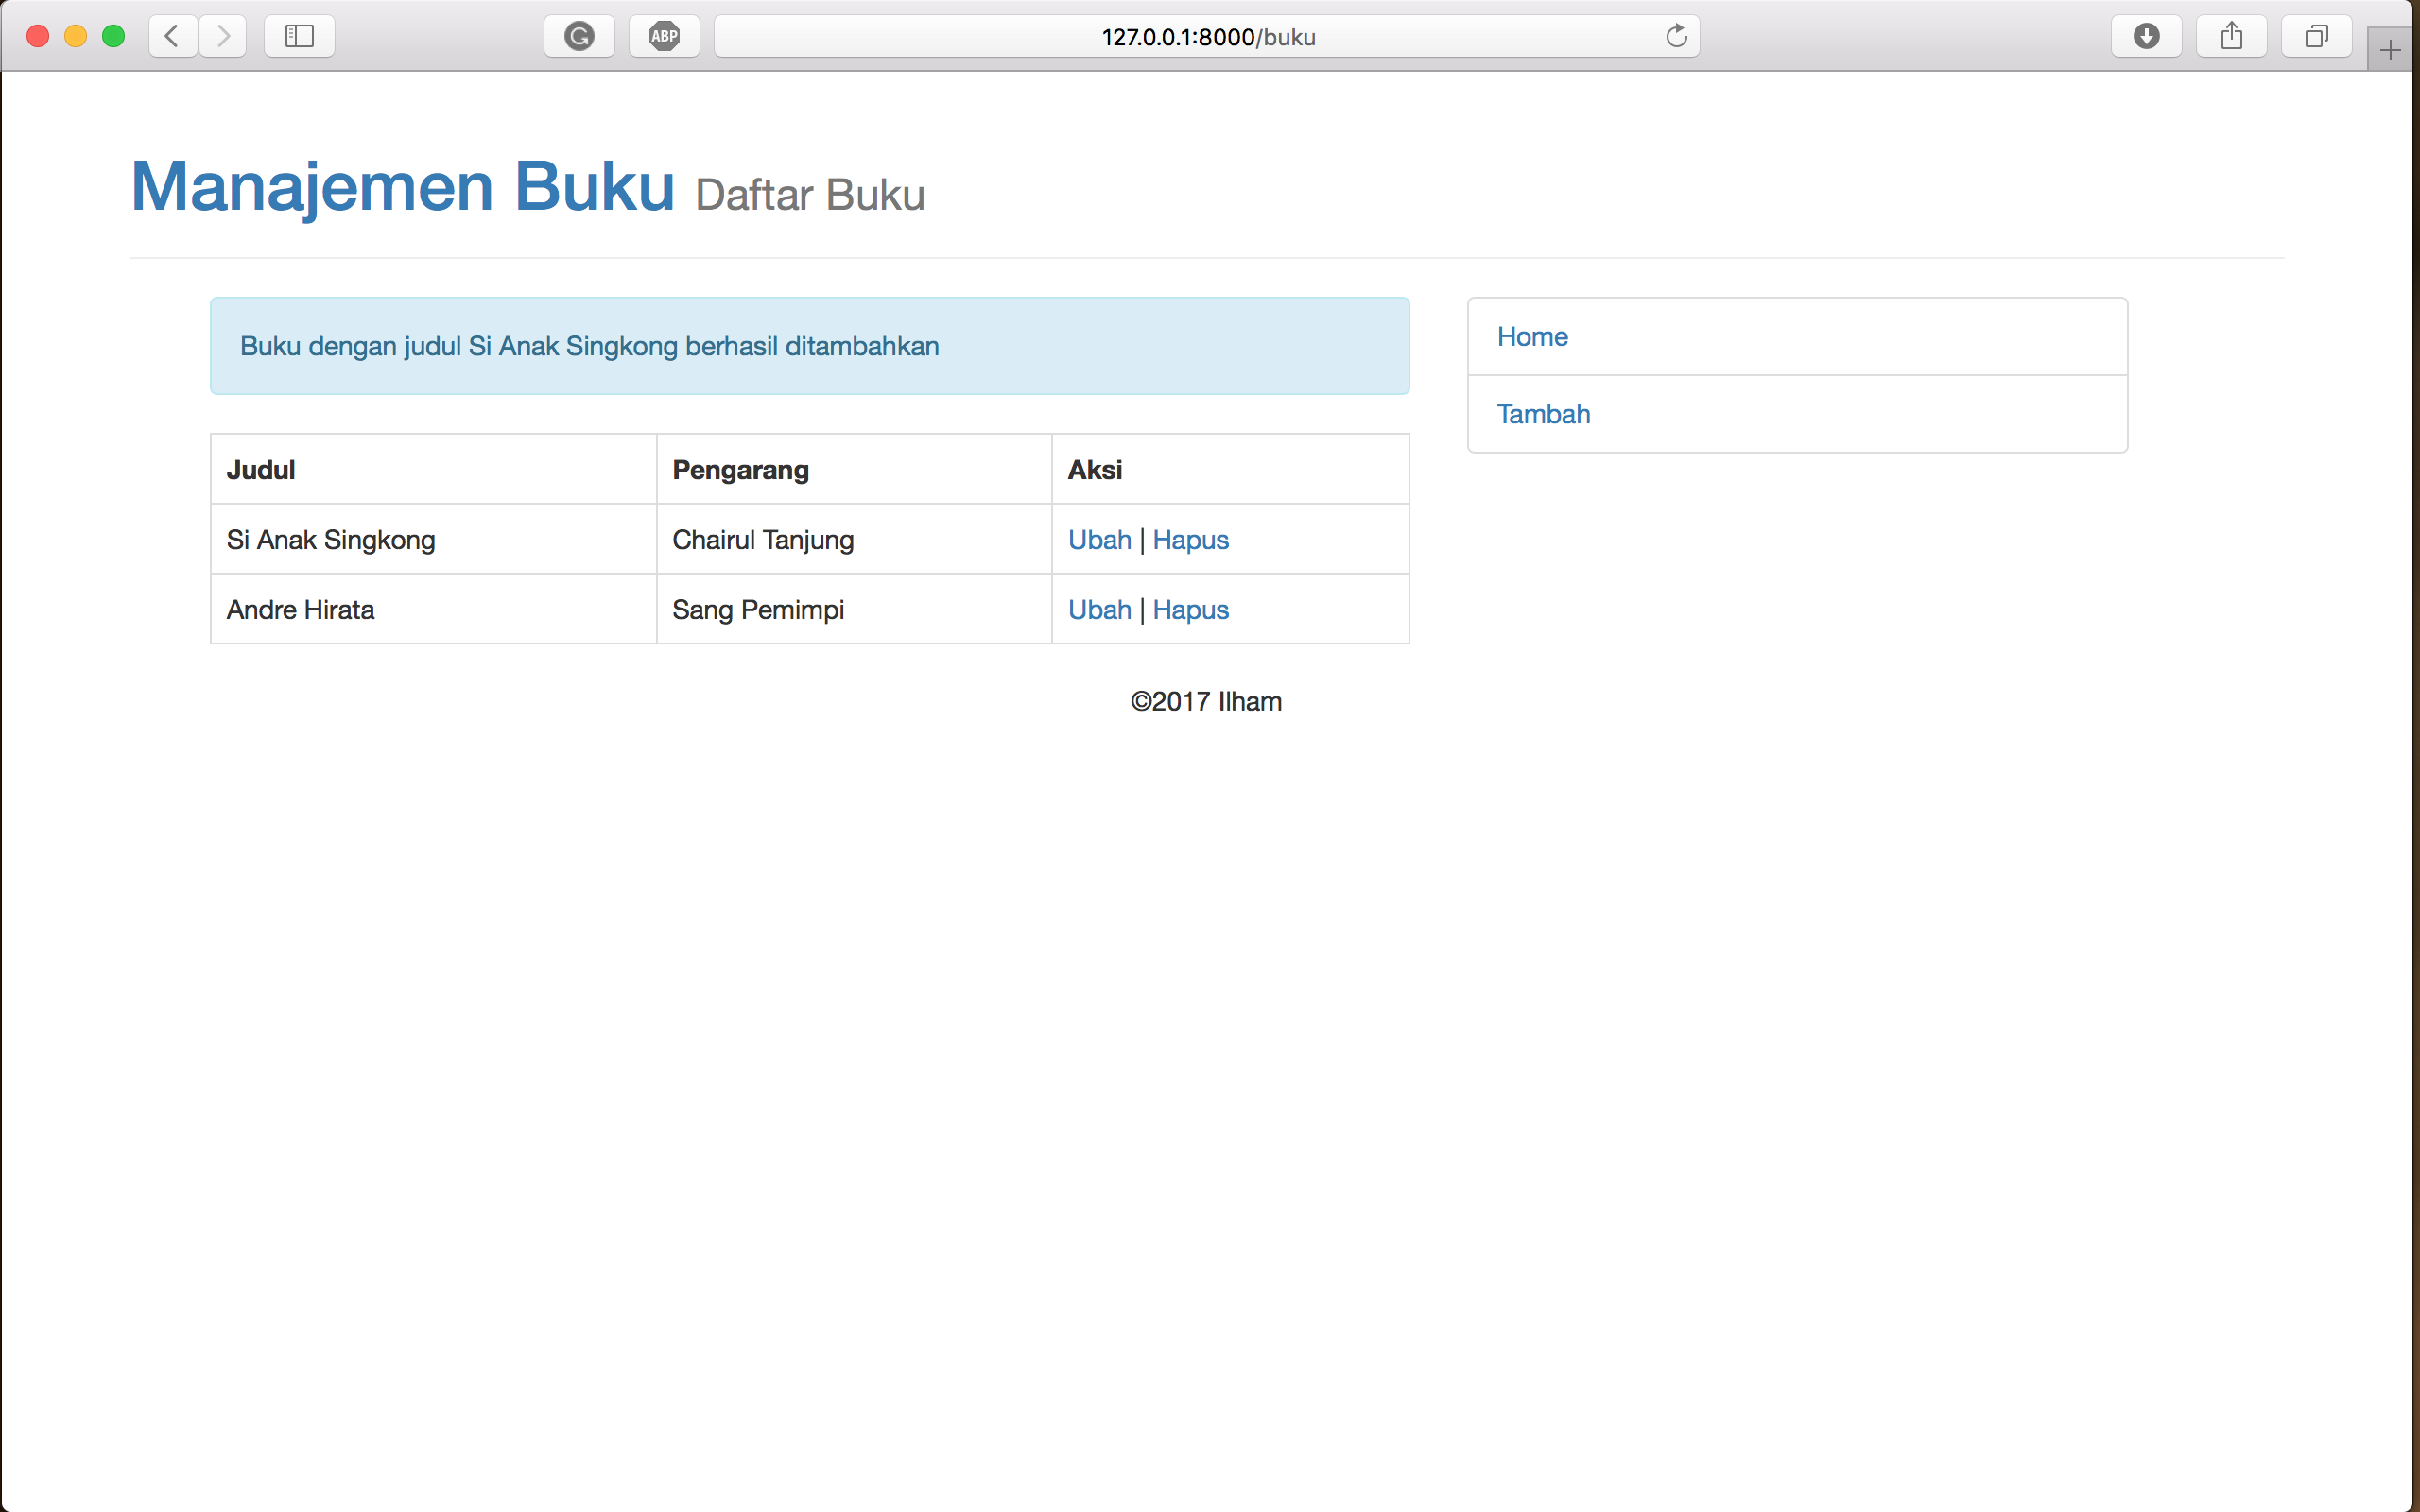 ABP
127.0.0.1:8000/buku
Manajemen Buku Daftar Buku
Buku dengan judul Si Anak Singkong berhasil ditambahkan
Home
Tambah
Judul Pengarang Aksi
Si Anak Singkong Chairul Tanjung Ubah | Hapus
Andre Hirata Sang Pemimpi Ubah | Hapus
©2017 Ilham